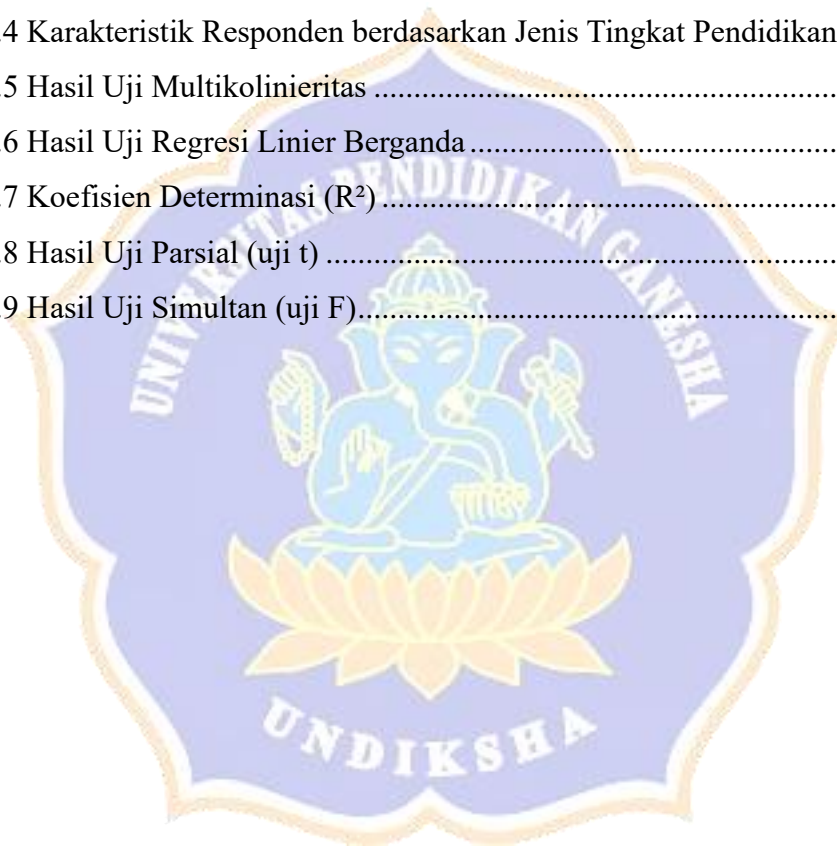 .4 Karakteristik Responden berdasarkan Jenis Tingkat Pendidikan
.5 Hasil Uji Multikolinieritas ......................................................
.6 Hasil Uji Regresi Linier Berganda ..........................................
.7 Koefisien Determinasi (R²) .....................................................
.8 Hasil Uji Parsial (uji t) ............................................................
.9 Hasil Uji Simultan (uji F)........................................................
UNIVERSITAS PENDIDIKAN GANESHA
UNDIKSHA